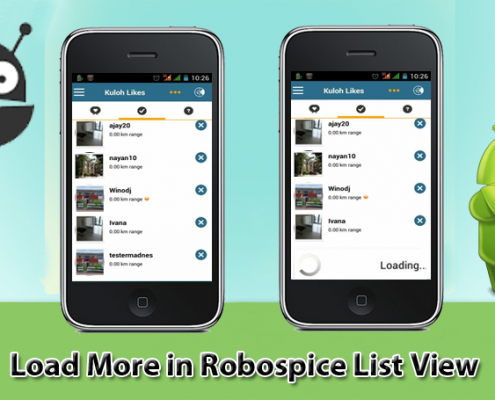 10:26
Kuloh Likes
ajay20
0.00 km range
nayan10
0.00 km range
Winodj
0.00 km range
Ivana
0.00 km range
testermadnes
0.00 km range
10:26
Kuloh Likes
ajay20
0.00 km range
nayan10
0.00 km range
Winodj
0.00 km range
Ivana
0.00 km range
Loading..
Load More in Robospice List View